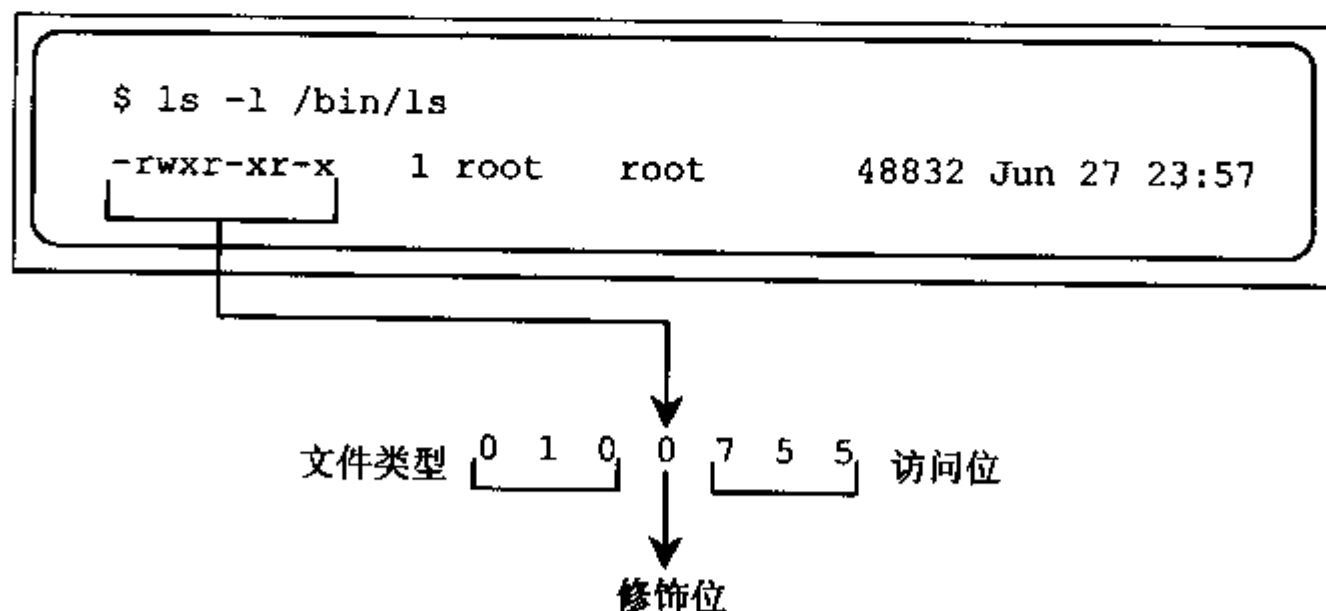 $ ls -l /bin/ls
-rwxr-xr-x 1 root root 48832 Jun 27 23:57
文件类型 0 1 0 0 7 5 5 访问位
修饰位